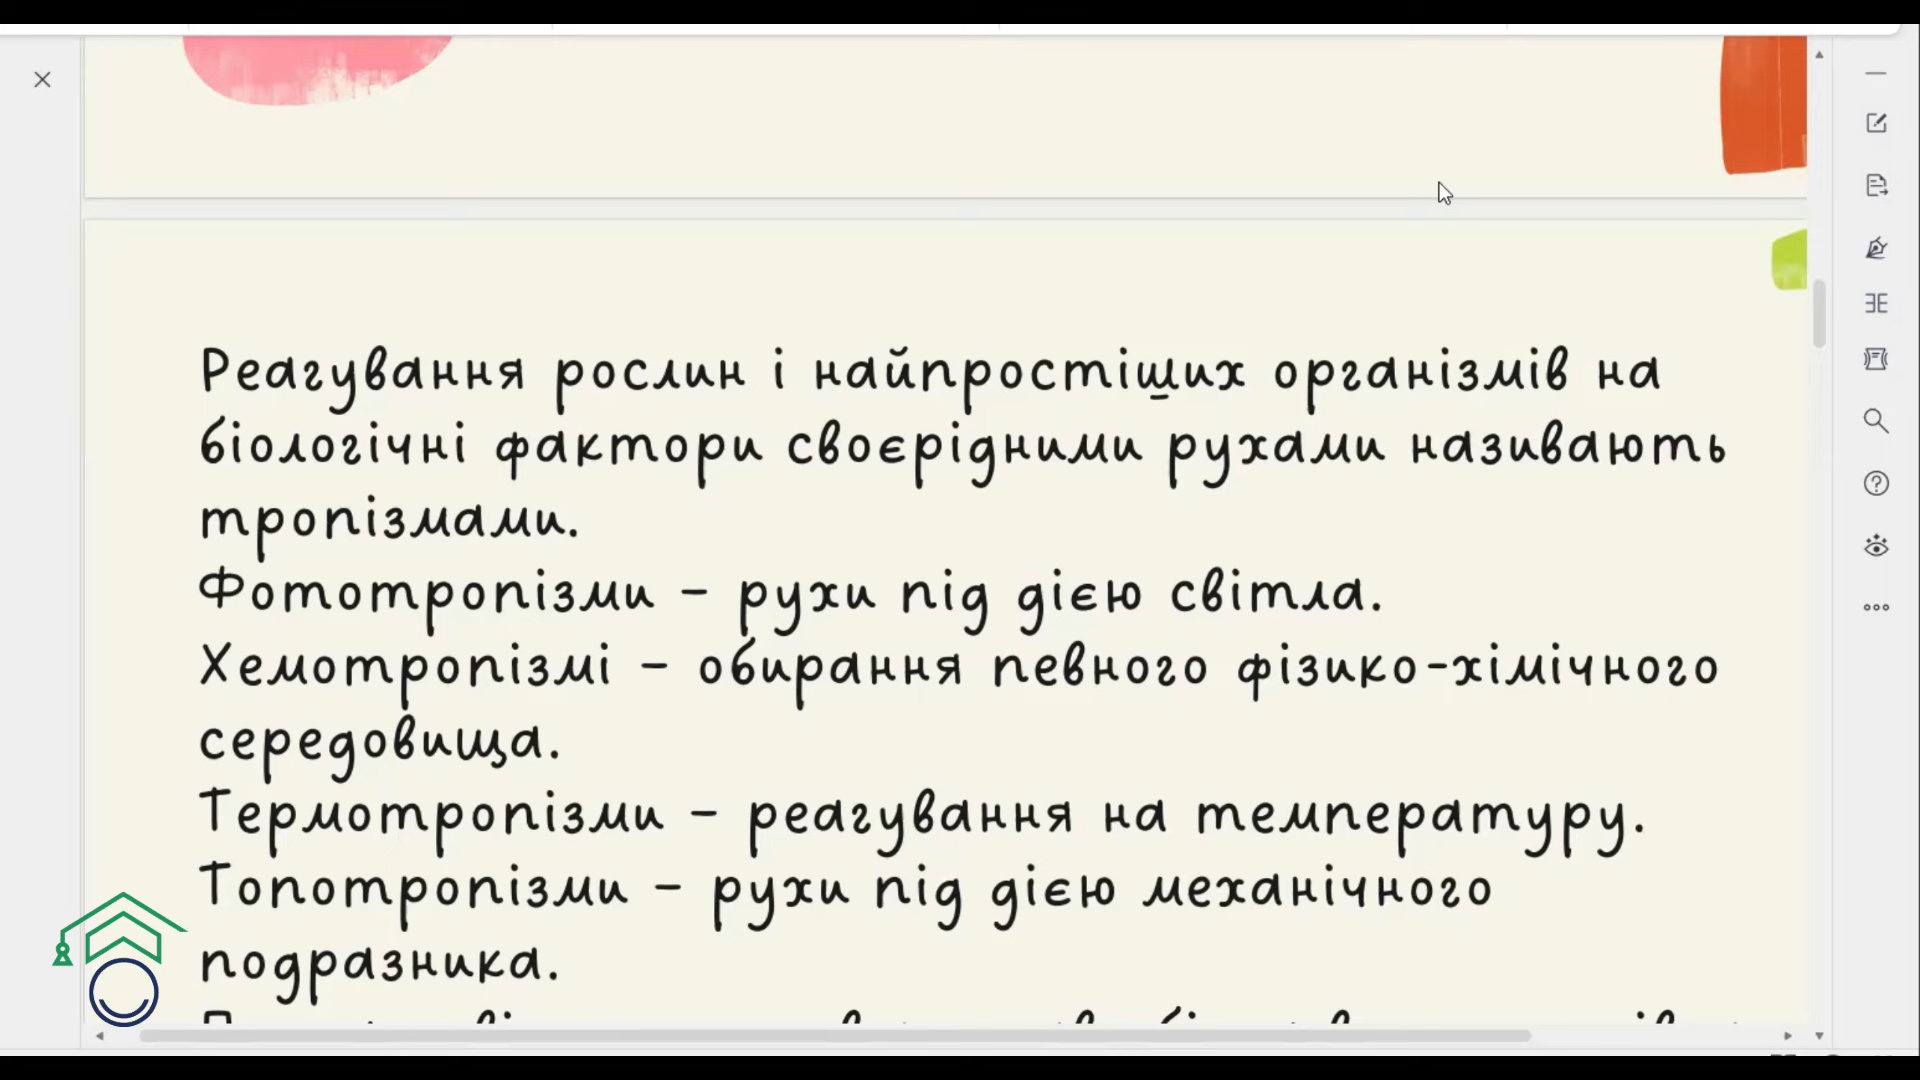 Реагування рослин і найпростіших організмів на
біологічні фактори своєрідними рухами називають
тропізмами.
Фототропізми – рухи під дією світла.
Хемотропізмі – обирання певного фізико-хімічного
середовища.
Термотропізми – реагування на температуру.
Топотропізми – рухи під дією механічного
подразника.